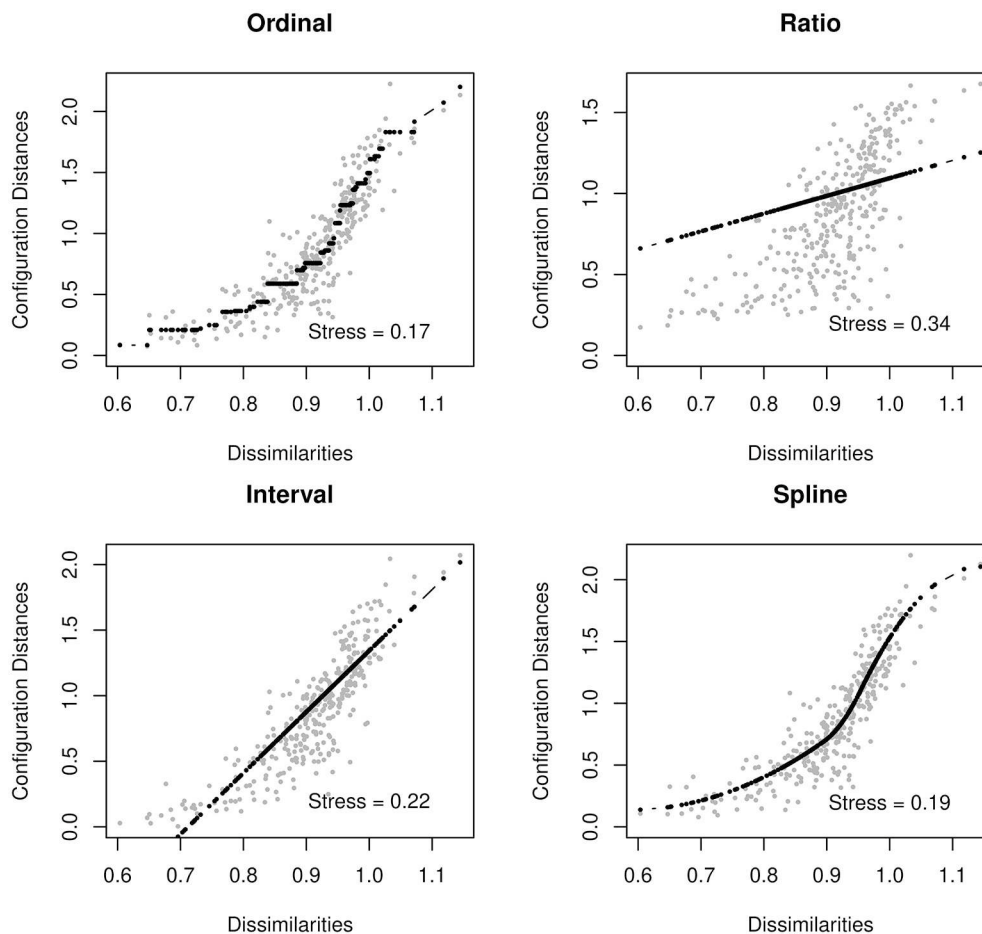 Ordinal
Configuration Distances
0.0 0.5 1.0 1.5 2.0
Stress = 0.17
0.6 0.7 0.8 0.9 1.0 1.1
Dissimilarities
Ratio
Configuration Distances
0.0 0.5 1.0 1.5
Stress = 0.34
0.6 0.7 0.8 0.9 1.0 1.1
Dissimilarities
Interval
Configuration Distances
0.0 0.5 1.0 1.5 2.0
Stress = 0.22
0.6 0.7 0.8 0.9 1.0 1.1
Dissimilarities
Spline
Configuration Distances
0.0 0.5 1.0 1.5 2.0
Stress = 0.19
0.6 0.7 0.8 0.9 1.0 1.1
Dissimilarities